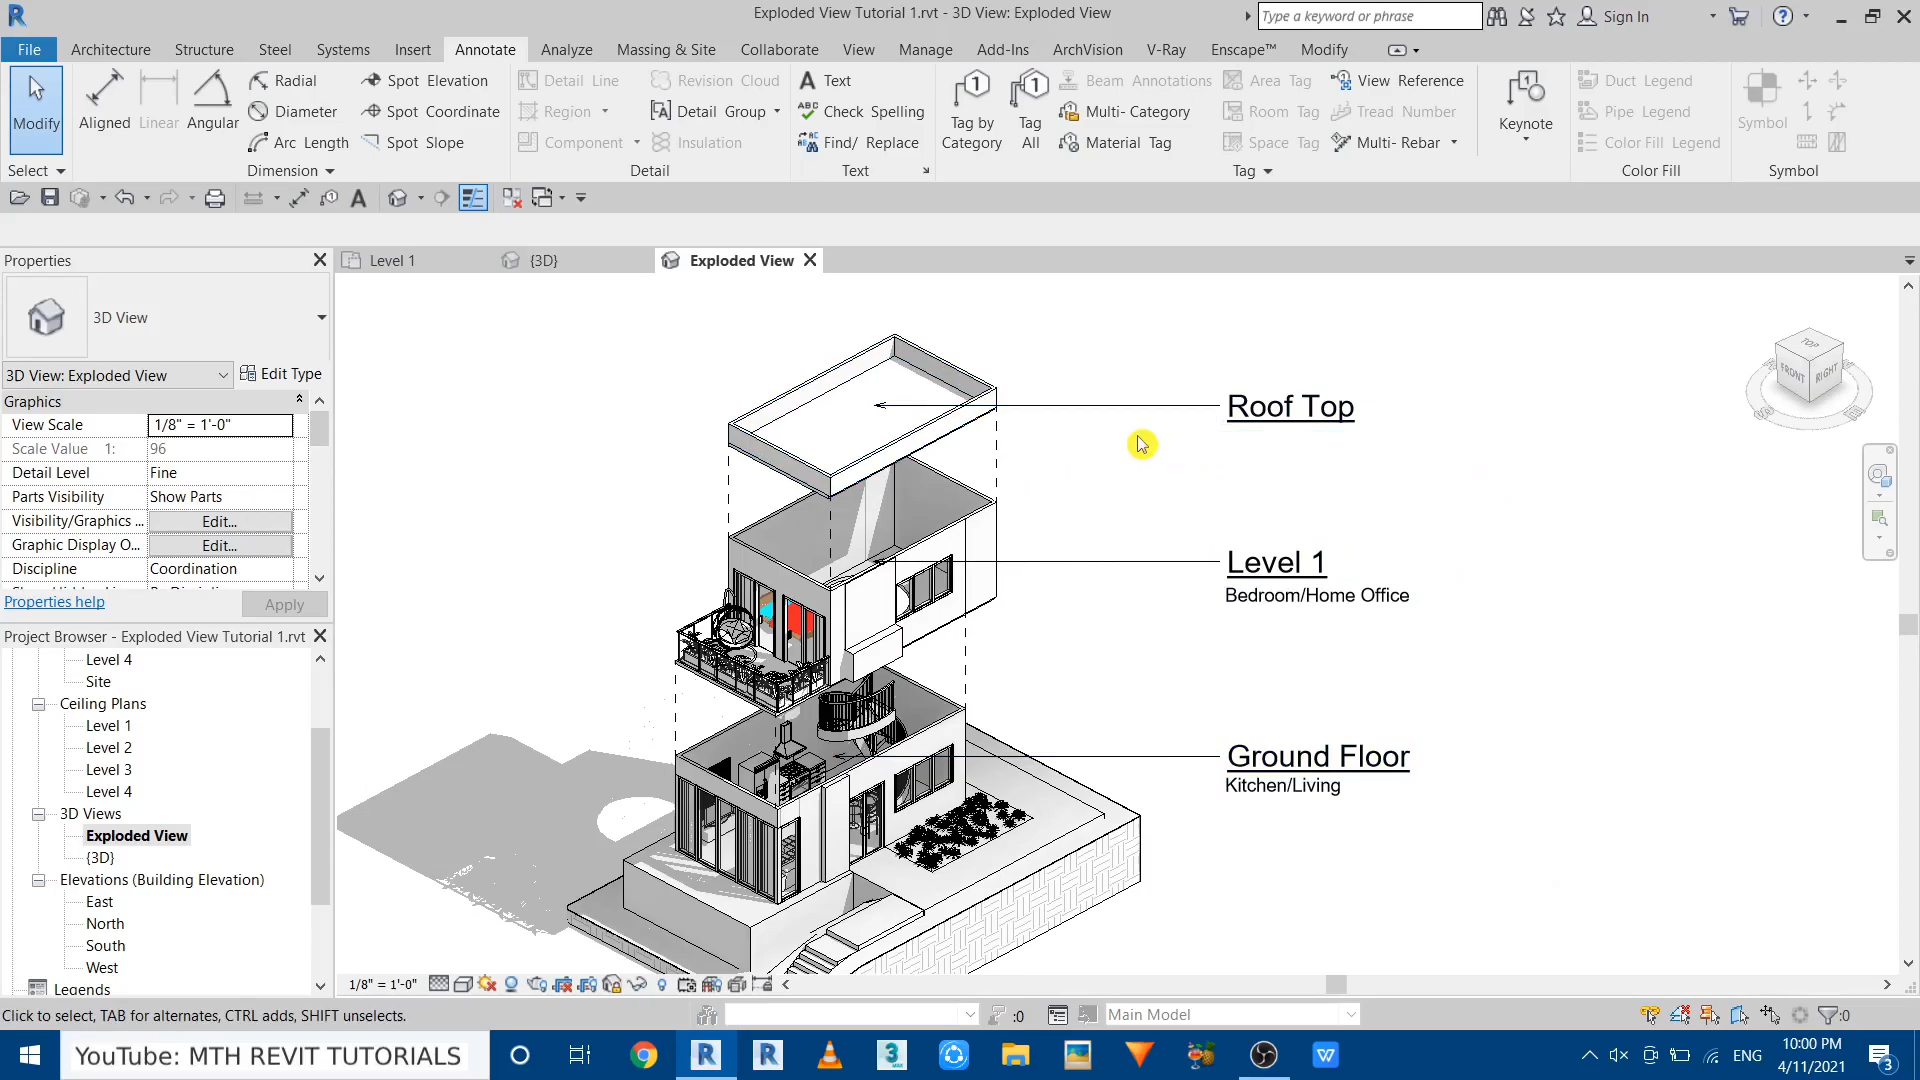 Exploded View Tutorial 1.rvt - 3D View: Exploded View
Type a keyword or phrase
Sign In
File
Architecture
Structure
Steel
Systems
Insert
Annotate
Analyze
Massing & Site
Collaborate
View
Manage
Add-Ins
ArchVision
V-Ray
Enscape™
Modify
Modify
Aligned
Linear
Angular
Radial
Diameter
Arc Length
Spot Elevation
Spot Coordinate
Spot Slope
Detail Line
Region
Component
Revision Cloud
Detail Group
Insulation
Text
Check Spelling
Find/ Replace
Tag by
Category
Tag
All
Beam Annotations
Multi- Category
Material Tag
Area Tag
Room Tag
Space Tag
View Reference
Tread Number
Multi- Rebar
Keynote
Duct Legend
Pipe Legend
Color Fill Legend
Symbol
Select
Dimension
Detail
Text
Tag
Color Fill
Symbol
Properties
Level 1
{3D}
Exploded View
3D View
3D View: Exploded View
Edit Type
Graphics
View Scale
1/8" = 1'-0"
Scale Value 1:
96
Detail Level
Fine
Parts Visibility
Show Parts
Visibility/Graphics ...
Edit...
Graphic Display O...
Edit...
Discipline
Coordination
Properties help
Apply
Project Browser - Exploded View Tutorial 1.rvt
Level 4
Site
Ceiling Plans
Level 1
Level 2
Level 3
Level 4
3D Views
Exploded View
{3D}
Elevations (Building Elevation)
East
North
South
West
Legends
Roof Top
Level 1
Bedroom/Home Office
Ground Floor
Kitchen/Living
TOP
FRONT
RIGHT
1/8" = 1'-0"
Click to select, TAB for alternates, CTRL adds, SHIFT unselects.
:0
Main Model
:0
YouTube: MTH REVIT TUTORIALS
ENG
10:00 PM
4/11/2021
3